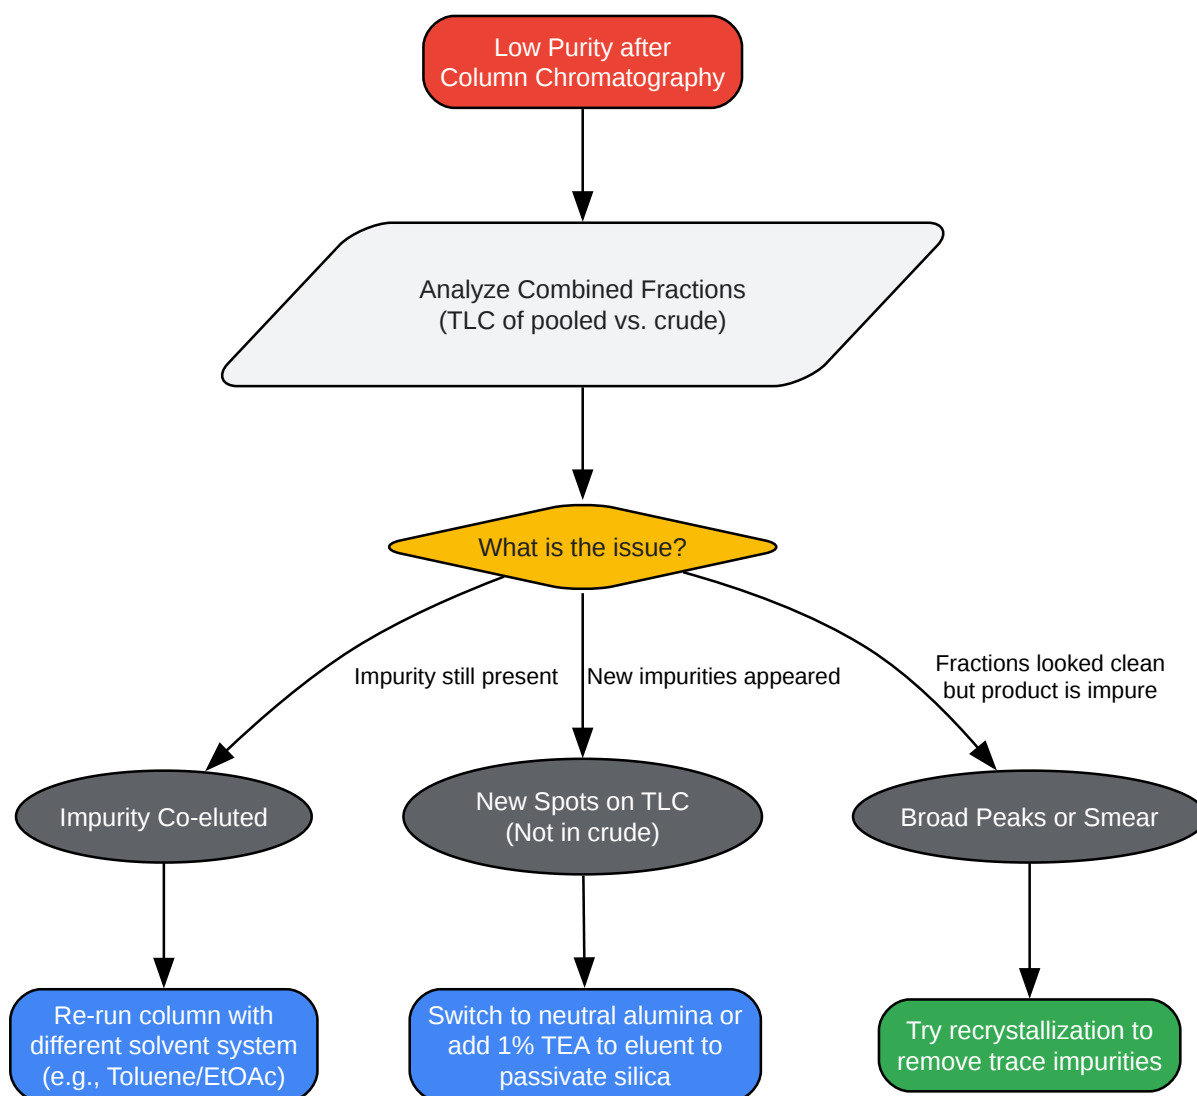 Low Purity after
Column Chromatography
Analyze Combined Fractions
(TLC of pooled vs. crude)
What is the issue?
Impurity still present
New impurities appeared
Fractions looked clean
but product is impure
Impurity Co-eluted
New Spots on TLC
(Not in crude)
Broad Peaks or Smear
Re-run column with
different solvent system
(e.g., Toluene/EtOAc)
Switch to neutral alumina or
add 1% TEA to eluent to
passivate silica
Try recrystallization to
remove trace impurities